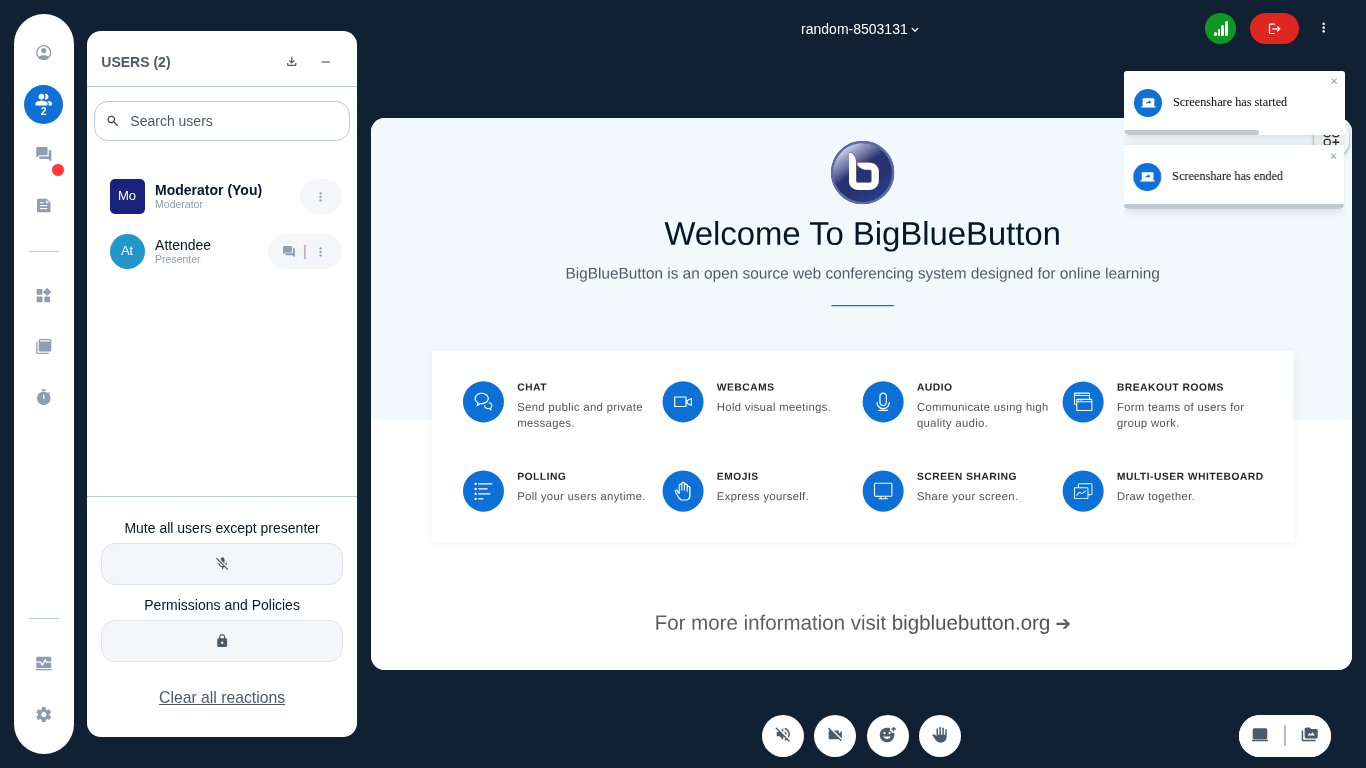 random-8503131
USERS (2)
2
Search users
Mo
Moderator (You)
Moderator
At
Attendee
Presenter
Mute all users except presenter
Permissions and Policies
Clear all reactions
Screenshare has started
Screenshare has ended
Welcome To BigBlueButton
BigBlueButton is an open source web conferencing system designed for online learning
CHAT
Send public and private
messages.
WEBCAMS
Hold visual meetings.
AUDIO
Communicate using high
quality audio.
BREAKOUT ROOMS
Form teams of users for
group work.
POLLING
Poll your users anytime.
EMOJIS
Express yourself.
SCREEN SHARING
Share your screen.
MULTI-USER WHITEBOARD
Draw together.
For more information visit bigbluebutton.org ➔